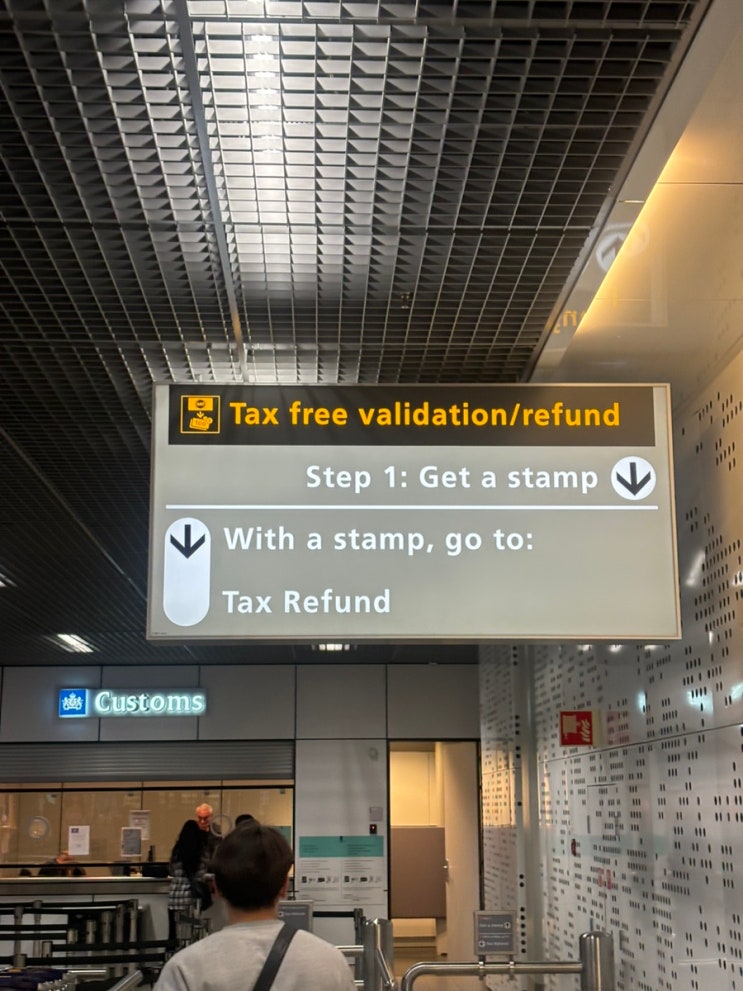 Tax free validation/refund
Step 1: Get a stamp
With a stamp, go to:
Tax Refund
Customs